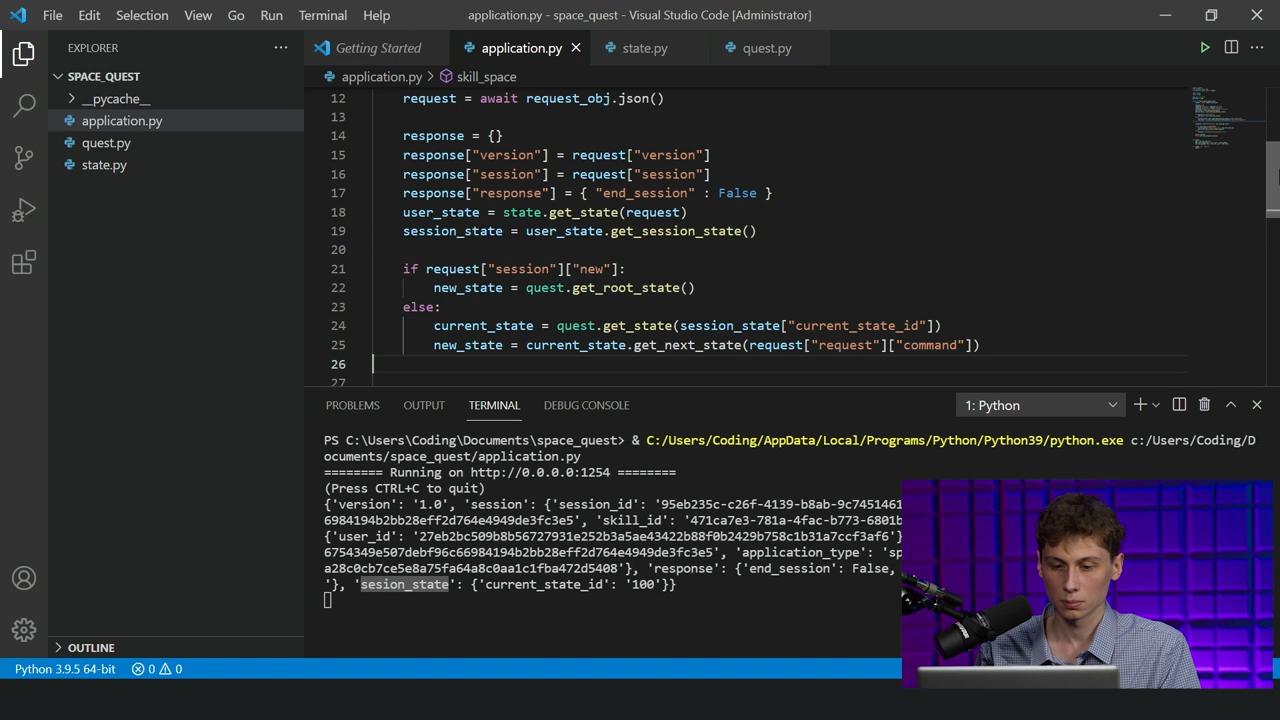 File Edit Selection View Go Run Terminal Help application.py - space_quest - Visual Studio Code [Administrator]
EXPLORER
SPACE_QUEST
__pycache__
application.py
quest.py
state.py
OUTLINE
Getting Started application.py state.py quest.py
application.py > skill_space
12 request = await request_obj.json()
13
14 response = {}
15 response["version"] = request["version"]
16 response["session"] = request["session"]
17 response["response"] = { "end_session" : False }
18 user_state = state.get_state(request)
19 session_state = user_state.get_session_state()
20
21 if request["session"]["new"]:
22 new_state = quest.get_root_state()
23 else:
24 current_state = quest.get_state(session_state["current_state_id"])
25 new_state = current_state.get_next_state(request["request"]["command"])
26
27
PROBLEMS OUTPUT TERMINAL DEBUG CONSOLE 1: Python
PS C:\Users\Coding\Documents\space_quest> & C:/Users/Coding/AppData/Local/Programs/Python/Python39/python.exe c:/Users/Coding/D
ocuments/space_quest/application.py
======== Running on http://0.0.0.0:1254 ========
(Press CTRL+C to quit)
{'version': '1.0', 'session': {'session_id': '95eb235c-c26f-4139-b8ab-9c7451461
6984194b2bb28eff2d764e4949de3fc3e5', 'skill_id': '471ca7e3-781a-4fac-b773-6801b
{'user_id': '27eb2bc509b8b56727931e252b3a5ae43422b88f0b2429b758c1b31a7ccf3af6'}
6754349e507debf96c66984194b2bb28eff2d764e4949de3fc3e5', 'application_type': 'sp
a28c0cb7ce5e8a75fa64a8c0aa1c1fba472d5408'}, 'response': {'end_session': False,
'}, 'sesion_state': {'current_state_id': '100'}}
Python 3.9.5 64-bit 0 0